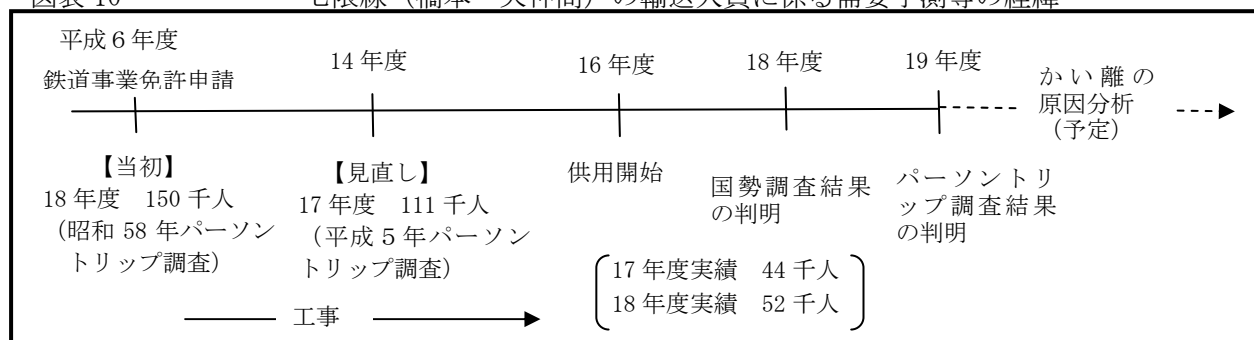 図表 10 七隈線（橋本 天神間）の輸送人員に係る需要予測等の経緯
平成６年度
鉄道事業免許申請
14 年度
16 年度
18 年度
19 年度
かい離の
原因分析
（予定）
【当初】
18 年度 150 千人
（昭和 58 年パーソン
トリップ調査）
【見直し】
17 年度 111 千人
（平成５年パーソン
トリップ調査）
供用開始
国勢調査結果
の判明
パーソントリ
ップ調査結果
の判明
17 年度実績 44 千人
18 年度実績 52 千人
工事